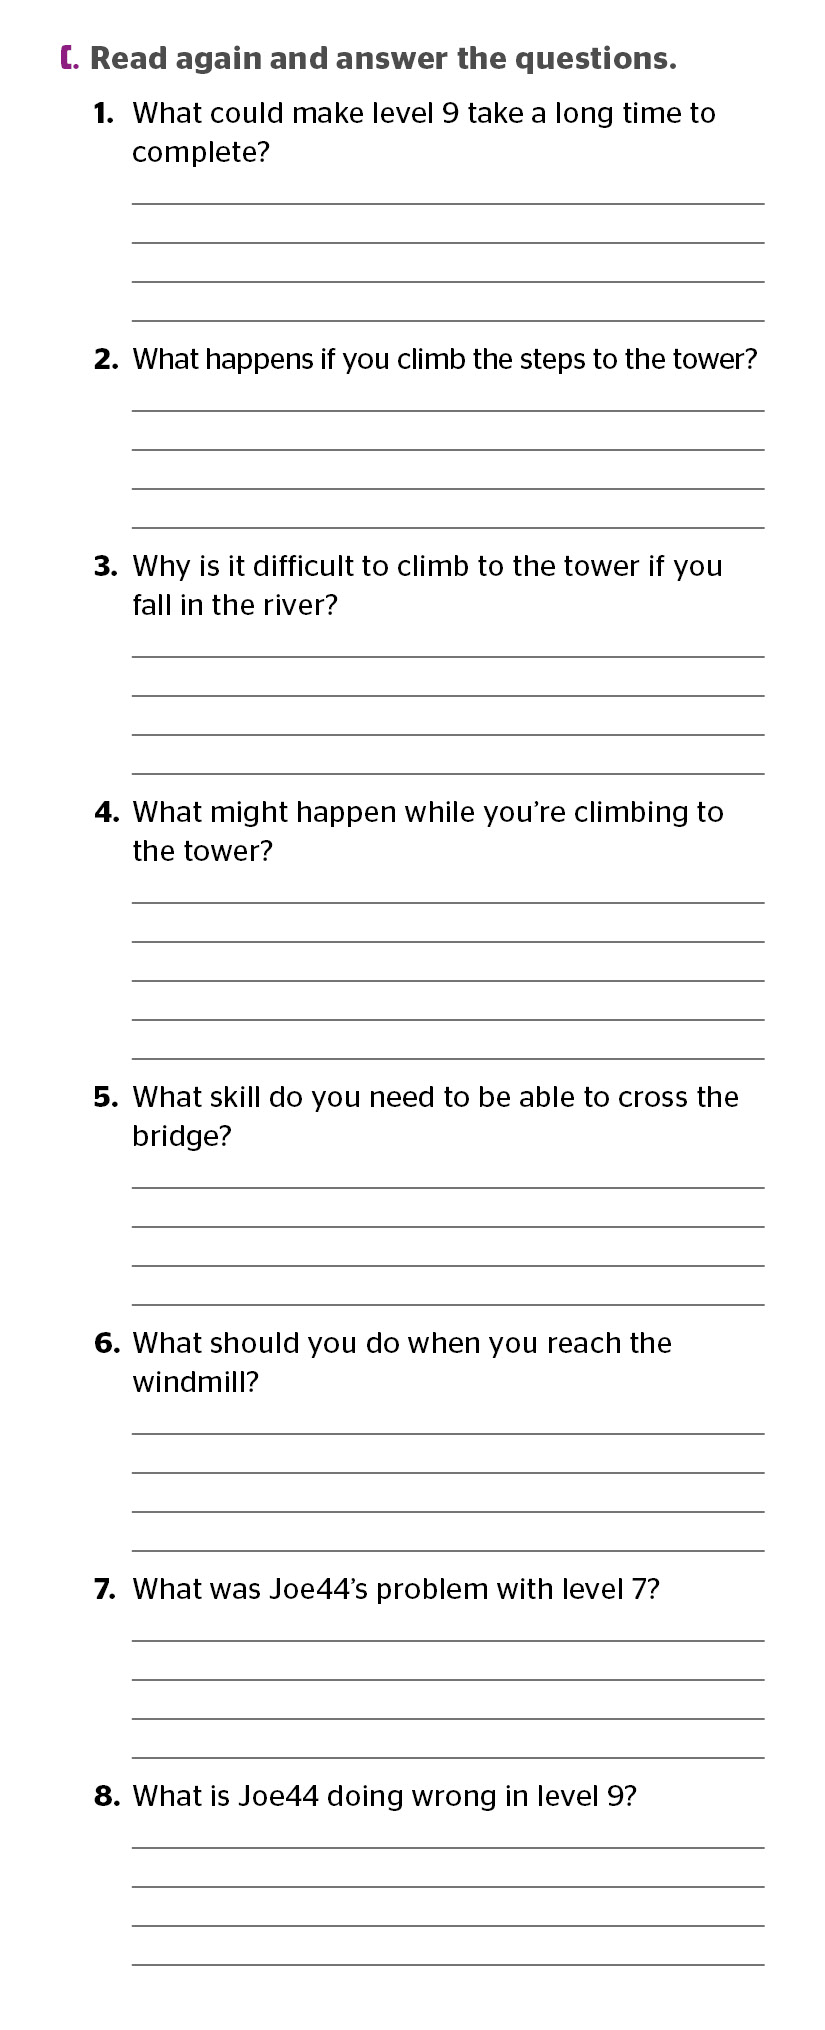 C. Read again and answer the questions.
1. What could make level 9 take a long time to
complete?
2. What happens if you climb the steps to the tower?
3. Why is it difficult to climb to the tower if you
fall in the river?
4. What might happen while you’re climbing to
the tower?
5. What skill do you need to be able to cross the
bridge?
6. What should you do when you reach the
windmill?
7. What was Joe44’s problem with level 7?
8. What is Joe44 doing wrong in level 9?